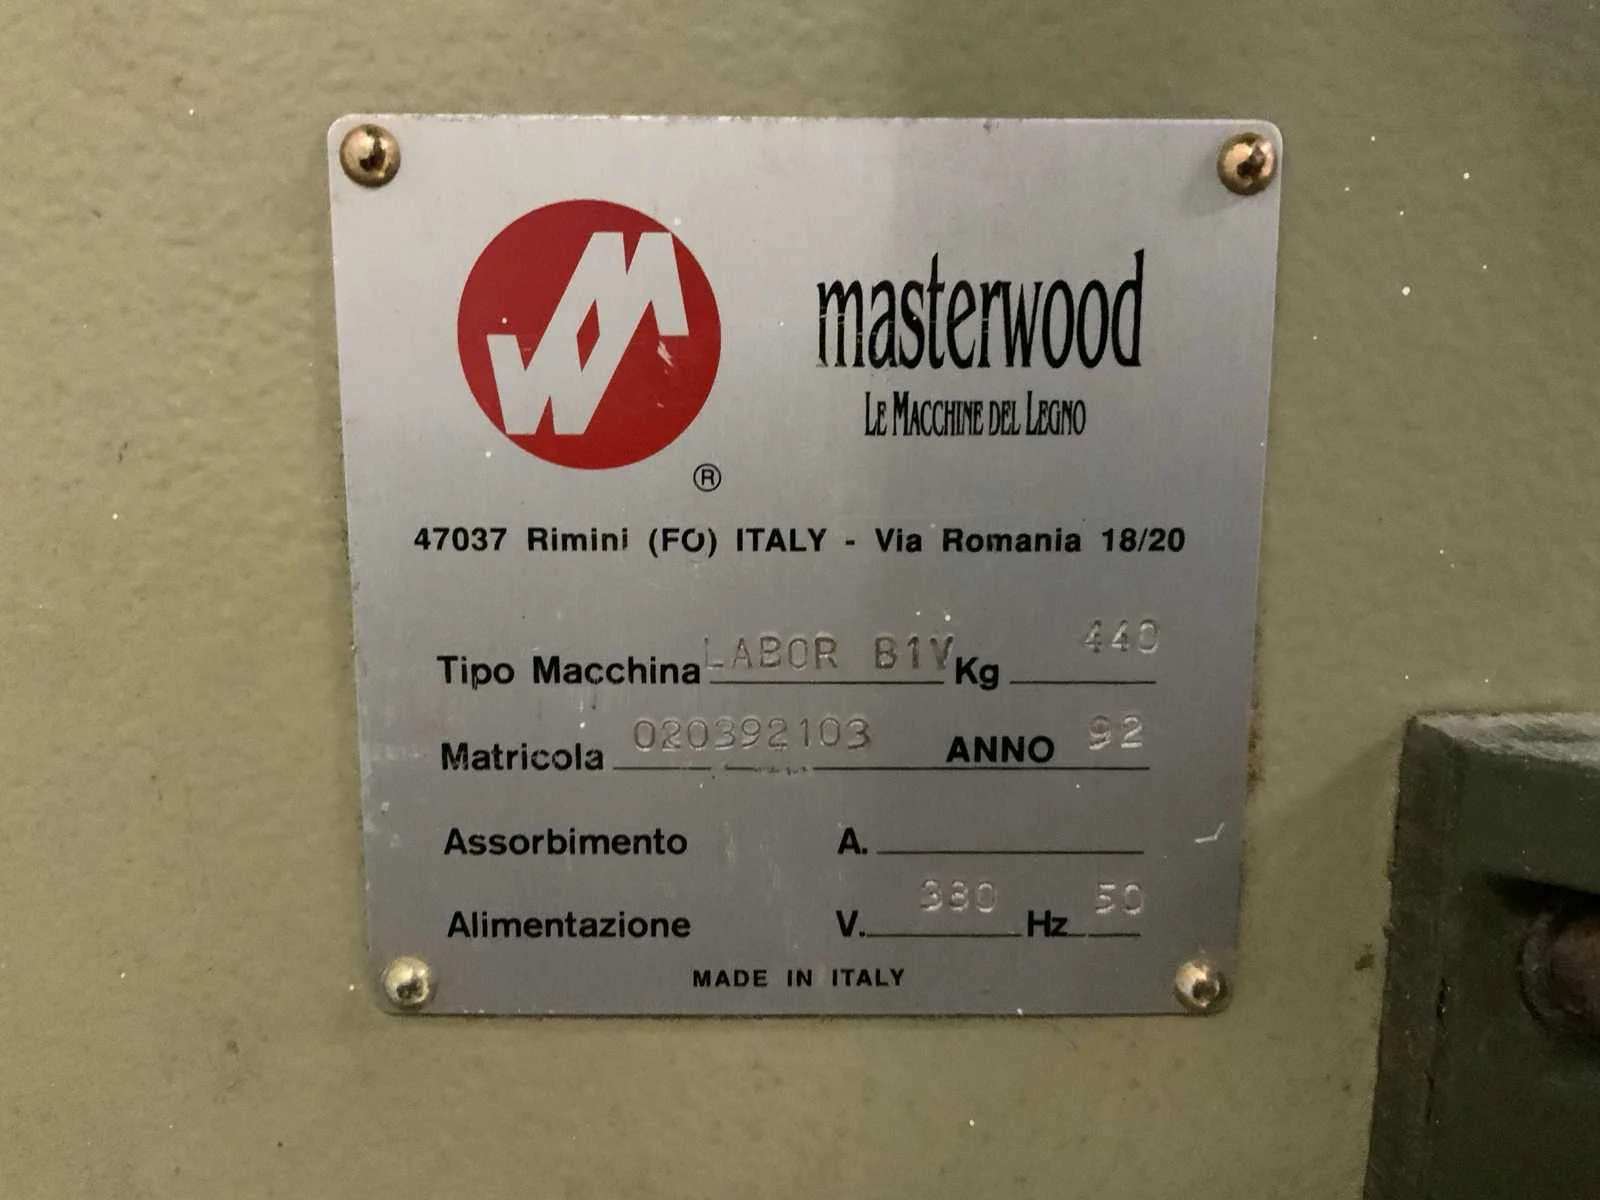 masterwood
LE MACCHINE DEL LEGNO
®
47037 Rimini (FO) ITALY - Via Romania 18/20
Tipo Macchina LABOR B1V Kg 440
Matricola 020392103 ANNO 92
Assorbimento A.
Alimentazione V. 380 Hz 50
MADE IN ITALY